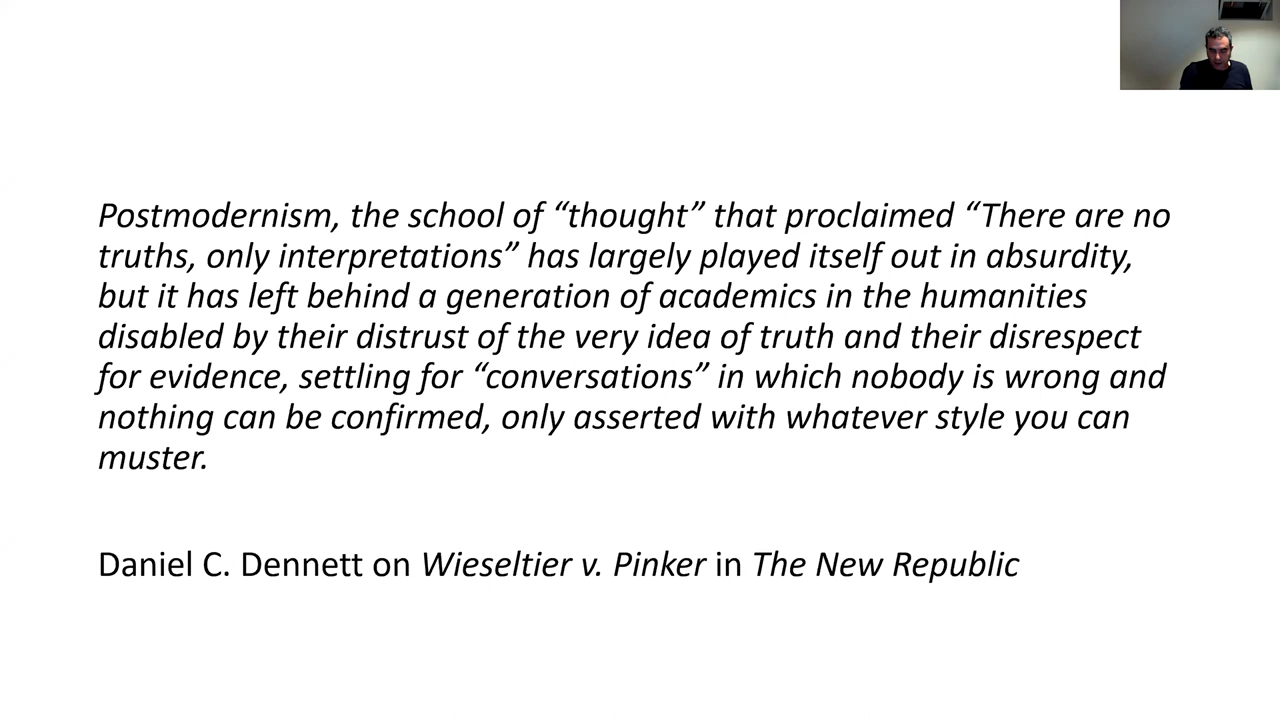 Postmodernism, the school of “thought” that proclaimed “There are no
truths, only interpretations” has largely played itself out in absurdity,
but it has left behind a generation of academics in the humanities
disabled by their distrust of the very idea of truth and their disrespect
for evidence, settling for “conversations” in which nobody is wrong and
nothing can be confirmed, only asserted with whatever style you can
muster.
Daniel C. Dennett on Wieseltier v. Pinker in The New Republic